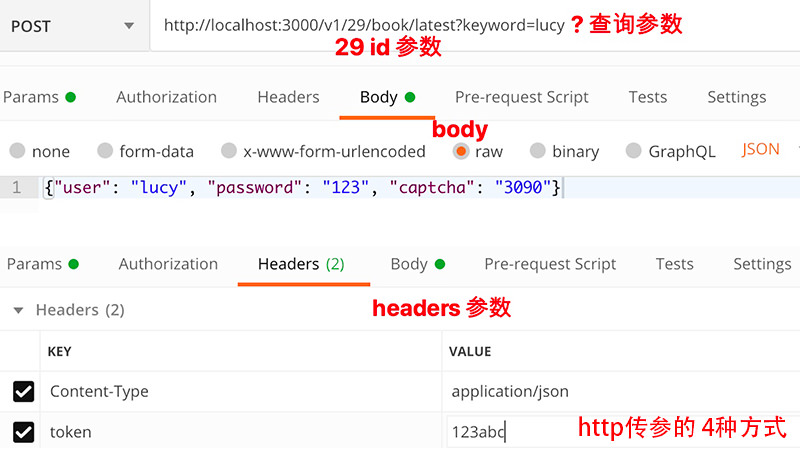 POST http://localhost:3000/v1/29/book/latest?keyword=lucy ? 查询参数
29 id 参数
Params Authorization Headers Body Pre-request Script Tests Settings
body
none form-data x-www-form-urlencoded raw binary GraphQL JSON
1 {"user": "lucy", "password": "123", "captcha": "3090"}
Params Authorization Headers (2) Body Pre-request Script Tests Settings
Headers (2) headers 参数
KEY VALUE
Content-Type application/json
token 123abc http传参的 4种方式